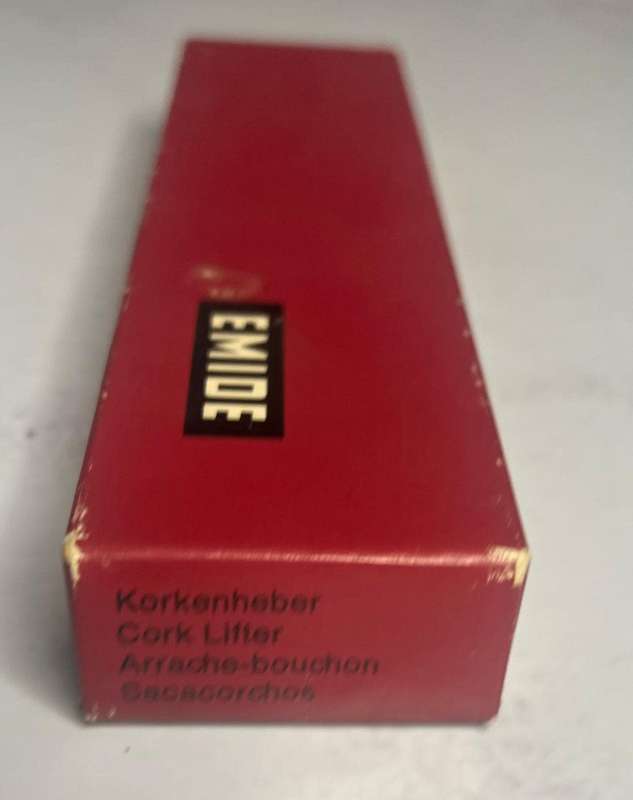 EMIDE
Korkenheber
Cork Lifter
Arrache-bouchon
Sacacorchos